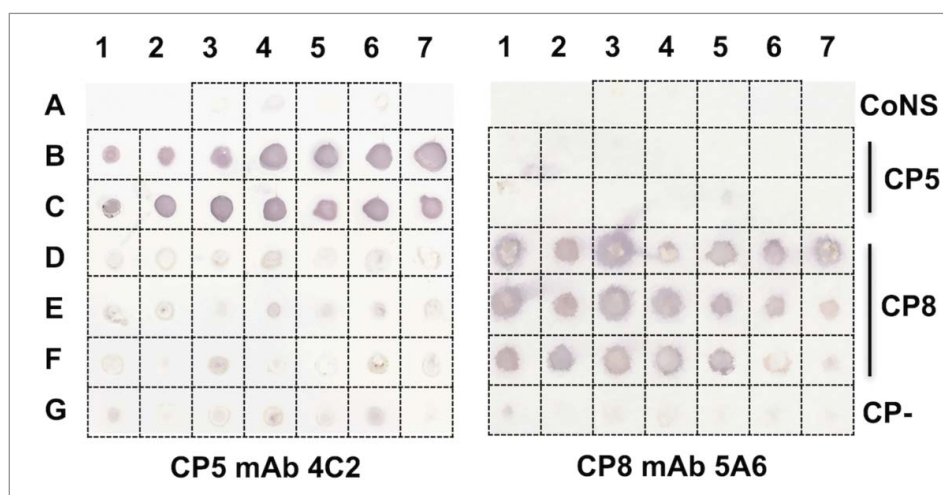 1 2 3 4 5 6 7 1 2 3 4 5 6 7
A CoNS
B
C CP5
D
E CP8
F
G CP-
CP5 mAb 4C2 CP8 mAb 5A6